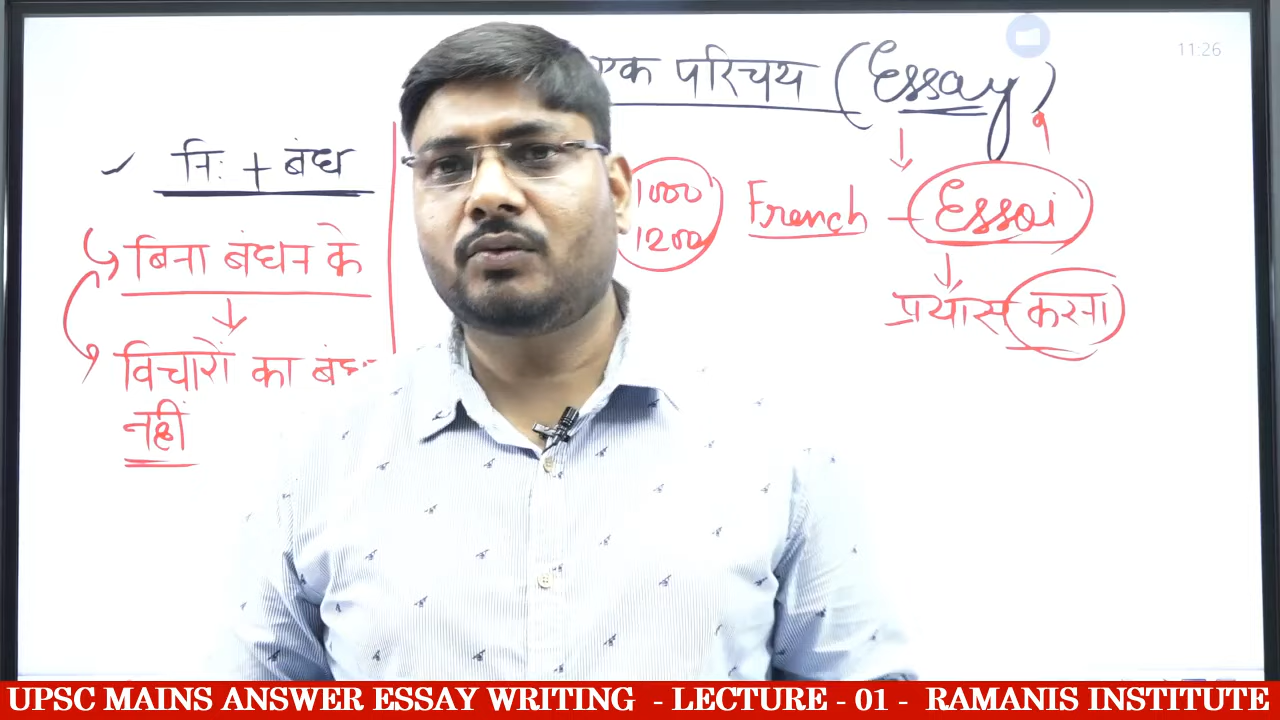 एक परिचय (Essay)
11:26
निः + बंध
बिना बंधन के
विचारों का
नहीं
1000
1200
French - Essai
प्रयास करना
UPSC MAINS ANSWER ESSAY WRITING - LECTURE - 01 - RAMANIS INSTITUTE